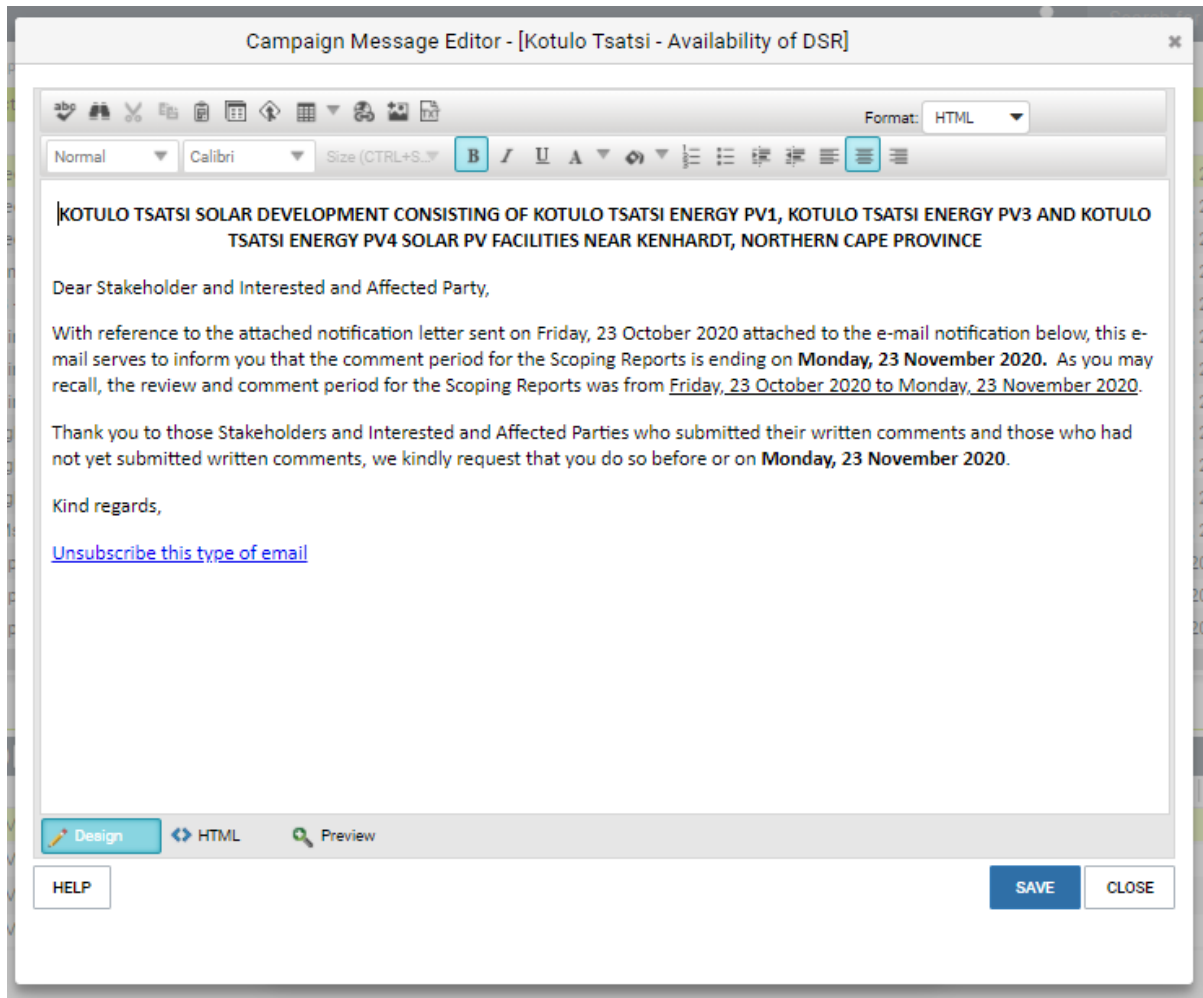 Campaign Message Editor - [Kotulo Tsatsi - Availability of DSR]
Format: HTML
Normal Calibri Size (CTRL+S... B I U A
KOTULO TSATSI SOLAR DEVELOPMENT CONSISTING OF KOTULO TSATSI ENERGY PV1, KOTULO TSATSI ENERGY PV3 AND KOTULO
TSATSI ENERGY PV4 SOLAR PV FACILITIES NEAR KENHARDT, NORTHERN CAPE PROVINCE
Dear Stakeholder and Interested and Affected Party,
With reference to the attached notification letter sent on Friday, 23 October 2020 attached to the e-mail notification below, this e-
mail serves to inform you that the comment period for the Scoping Reports is ending on Monday, 23 November 2020. As you may
recall, the review and comment period for the Scoping Reports was from Friday, 23 October 2020 to Monday, 23 November 2020.
Thank you to those Stakeholders and Interested and Affected Parties who submitted their written comments and those who had
not yet submitted written comments, we kindly request that you do so before or on Monday, 23 November 2020.
Kind regards,
Unsubscribe this type of email
Design HTML Preview
HELP SAVE CLOSE